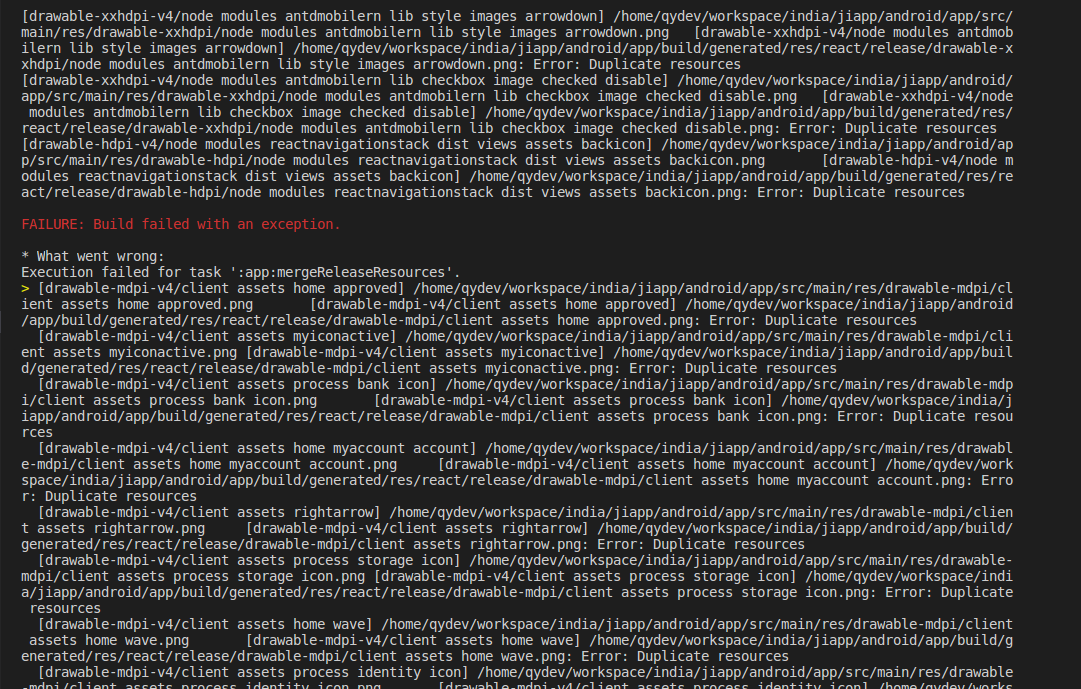 [drawable-xxhdpi-v4/node modules antdmobilern lib style images arrowdown] /home/qydev/workspace/india/jiapp/android/app/src/
main/res/drawable-xxhdpi/node modules antdmobilern lib style images arrowdown.png   [drawable-xxhdpi-v4/node modules antdmob
ilern lib style images arrowdown] /home/qydev/workspace/india/jiapp/android/app/build/generated/res/react/release/drawable-x
xhdpi/node modules antdmobilern lib style images arrowdown.png: Error: Duplicate resources
[drawable-xxhdpi-v4/node modules antdmobilern lib checkbox image checked disable] /home/qydev/workspace/india/jiapp/android/
app/src/main/res/drawable-xxhdpi/node modules antdmobilern lib checkbox image checked disable.png   [drawable-xxhdpi-v4/node
 modules antdmobilern lib checkbox image checked disable] /home/qydev/workspace/india/jiapp/android/app/build/generated/res/
react/release/drawable-xxhdpi/node modules antdmobilern lib checkbox image checked disable.png: Error: Duplicate resources
[drawable-hdpi-v4/node modules reactnavigationstack dist views assets backicon] /home/qydev/workspace/india/jiapp/android/ap
p/src/main/res/drawable-hdpi/node modules reactnavigationstack dist views assets backicon.png       [drawable-hdpi-v4/node m
odules reactnavigationstack dist views assets backicon] /home/qydev/workspace/india/jiapp/android/app/build/generated/res/re
act/release/drawable-hdpi/node modules reactnavigationstack dist views assets backicon.png: Error: Duplicate resources
FAILURE: Build failed with an exception.
* What went wrong:
Execution failed for task ':app:mergeReleaseResources'.
> [drawable-mdpi-v4/client assets home approved] /home/qydev/workspace/india/jiapp/android/app/src/main/res/drawable-mdpi/cl
ient assets home approved.png       [drawable-mdpi-v4/client assets home approved] /home/qydev/workspace/india/jiapp/android
/app/build/generated/res/react/release/drawable-mdpi/client assets home approved.png: Error: Duplicate resources
  [drawable-mdpi-v4/client assets myiconactive] /home/qydev/workspace/india/jiapp/android/app/src/main/res/drawable-mdpi/cli
ent assets myiconactive.png [drawable-mdpi-v4/client assets myiconactive] /home/qydev/workspace/india/jiapp/android/app/buil
d/generated/res/react/release/drawable-mdpi/client assets myiconactive.png: Error: Duplicate resources
  [drawable-mdpi-v4/client assets process bank icon] /home/qydev/workspace/india/jiapp/android/app/src/main/res/drawable-mdp
i/client assets process bank icon.png       [drawable-mdpi-v4/client assets process bank icon] /home/qydev/workspace/india/j
iapp/android/app/build/generated/res/react/release/drawable-mdpi/client assets process bank icon.png: Error: Duplicate resou
rces
  [drawable-mdpi-v4/client assets home myaccount account] /home/qydev/workspace/india/jiapp/android/app/src/main/res/drawabl
e-mdpi/client assets home myaccount account.png     [drawable-mdpi-v4/client assets home myaccount account] /home/qydev/work
space/india/jiapp/android/app/build/generated/res/react/release/drawable-mdpi/client assets home myaccount account.png: Erro
r: Duplicate resources
  [drawable-mdpi-v4/client assets rightarrow] /home/qydev/workspace/india/jiapp/android/app/src/main/res/drawable-mdpi/clien
t assets rightarrow.png     [drawable-mdpi-v4/client assets rightarrow] /home/qydev/workspace/india/jiapp/android/app/build/
generated/res/react/release/drawable-mdpi/client assets rightarrow.png: Error: Duplicate resources
  [drawable-mdpi-v4/client assets process storage icon] /home/qydev/workspace/india/jiapp/android/app/src/main/res/drawable-
mdpi/client assets process storage icon.png [drawable-mdpi-v4/client assets process storage icon] /home/qydev/workspace/indi
a/jiapp/android/app/build/generated/res/react/release/drawable-mdpi/client assets process storage icon.png: Error: Duplicate
 resources
  [drawable-mdpi-v4/client assets home wave] /home/qydev/workspace/india/jiapp/android/app/src/main/res/drawable-mdpi/client
 assets home wave.png       [drawable-mdpi-v4/client assets home wave] /home/qydev/workspace/india/jiapp/android/app/build/g
enerated/res/react/release/drawable-mdpi/client assets home wave.png: Error: Duplicate resources
  [drawable-mdpi-v4/client assets process identity icon] /home/qydev/workspace/india/jiapp/android/app/src/main/res/drawable
-mdpi/client assets process identity icon.png       [drawable-mdpi-v4/client assets process identity icon] /home/qydev/works